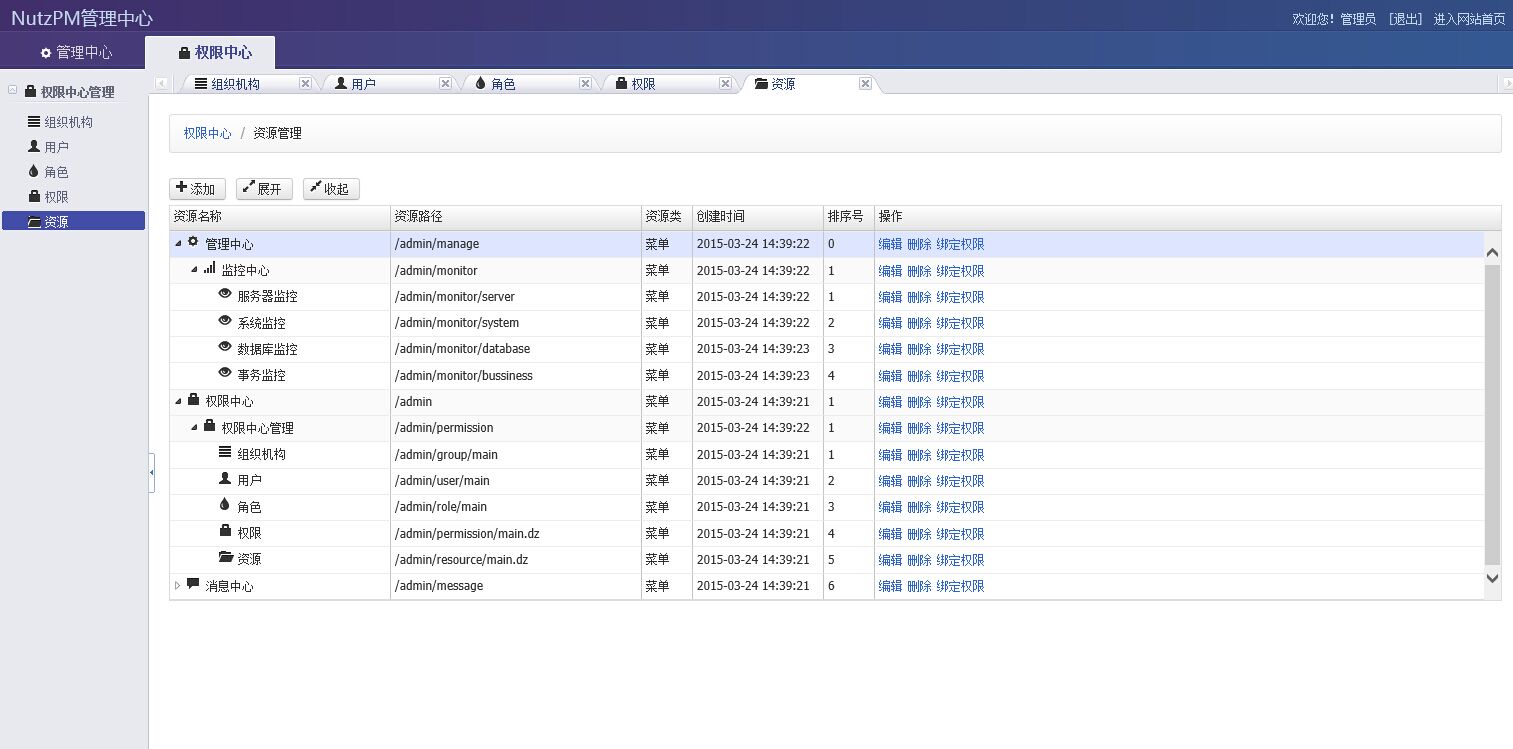 NutzPM管理中心
欢迎您！管理员 [退出] 进入网站首页
管理中心 权限中心
组织机构 用户 角色 权限 资源
权限中心管理
组织机构
用户
角色
权限
资源
权限中心 / 资源管理
添加 展开 收起
资源名称 资源路径 资源类 创建时间 排序号 操作
管理中心 /admin/manage 菜单 2015-03-24 14:39:22 0 编辑 删除 绑定权限
监控中心 /admin/monitor 菜单 2015-03-24 14:39:22 1 编辑 删除 绑定权限
服务器监控 /admin/monitor/server 菜单 2015-03-24 14:39:22 1 编辑 删除 绑定权限
系统监控 /admin/monitor/system 菜单 2015-03-24 14:39:22 2 编辑 删除 绑定权限
数据库监控 /admin/monitor/database 菜单 2015-03-24 14:39:23 3 编辑 删除 绑定权限
事务监控 /admin/monitor/bussiness 菜单 2015-03-24 14:39:23 4 编辑 删除 绑定权限
权限中心 /admin 菜单 2015-03-24 14:39:21 1 编辑 删除 绑定权限
权限中心管理 /admin/permission 菜单 2015-03-24 14:39:22 1 编辑 删除 绑定权限
组织机构 /admin/group/main 菜单 2015-03-24 14:39:21 1 编辑 删除 绑定权限
用户 /admin/user/main 菜单 2015-03-24 14:39:21 2 编辑 删除 绑定权限
角色 /admin/role/main 菜单 2015-03-24 14:39:21 3 编辑 删除 绑定权限
权限 /admin/permission/main.dz 菜单 2015-03-24 14:39:21 4 编辑 删除 绑定权限
资源 /admin/resource/main.dz 菜单 2015-03-24 14:39:21 5 编辑 删除 绑定权限
消息中心 /admin/message 菜单 2015-03-24 14:39:21 6 编辑 删除 绑定权限